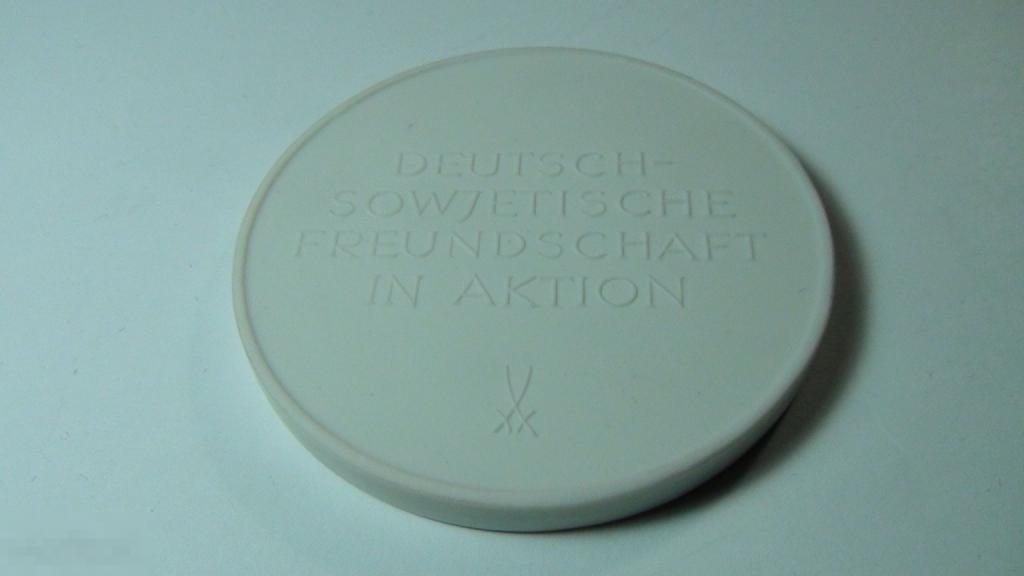 DEUTSCH-
SOWJETISCHE
FREUNDSCHAFT
IN AKTION